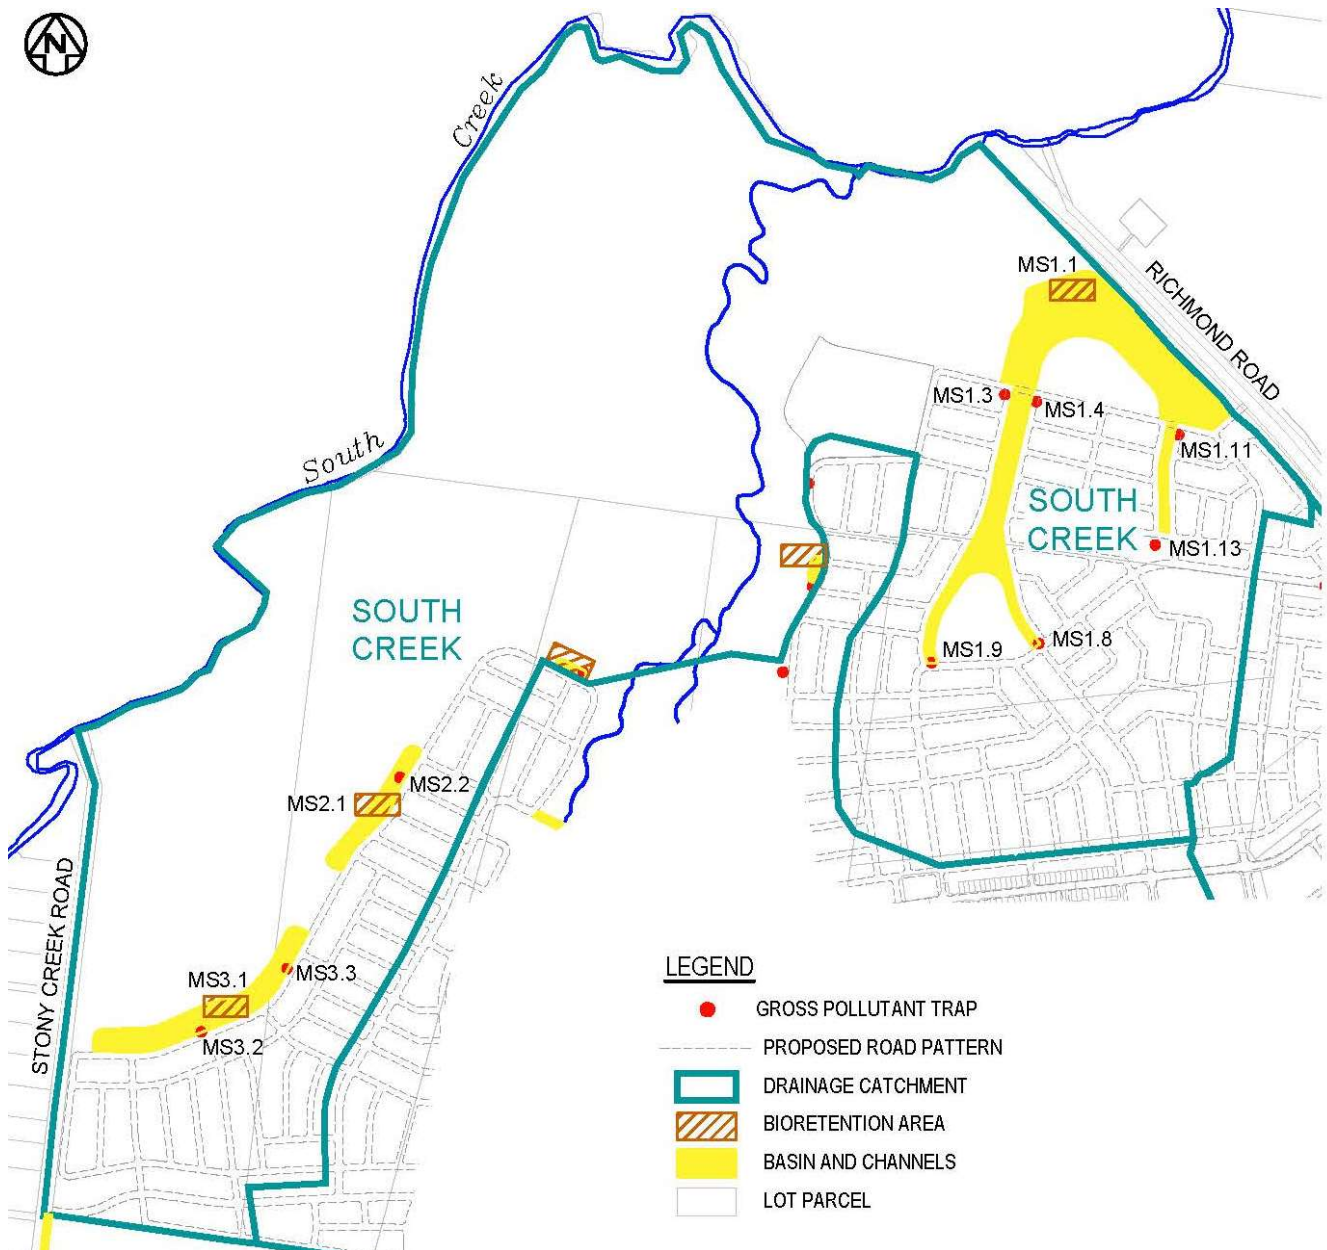 N
Creek
South
MS1.1
RICHMOND ROAD
MS1.3
MS1.4
MS1.11
SOUTH
CREEK
MS1.13
MS1.8
MS1.9
SOUTH
CREEK
MS2.2
MS2.1
STONY CREEK ROAD
MS3.1
MS3.3
MS3.2
LEGEND
GROSS POLLUTANT TRAP
PROPOSED ROAD PATTERN
DRAINAGE CATCHMENT
BIORETENTION AREA
BASIN AND CHANNELS
LOT PARCEL